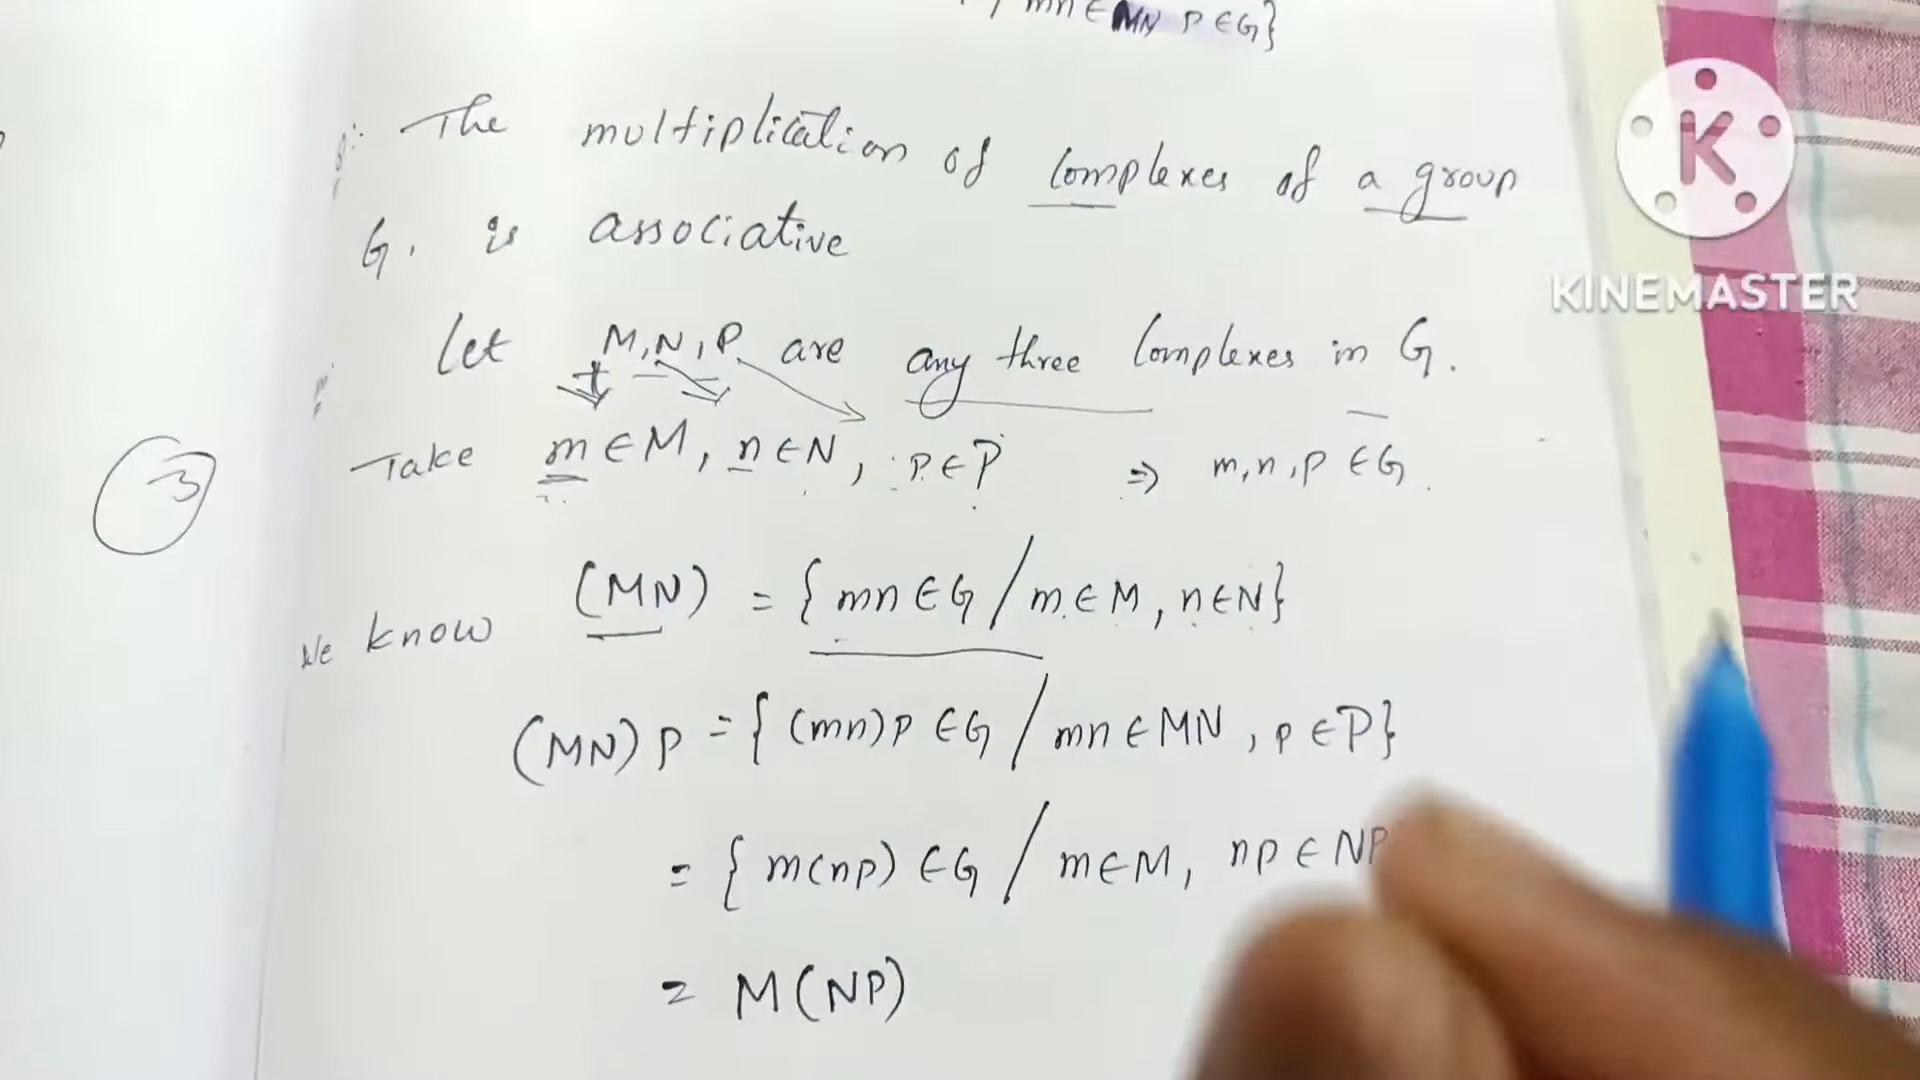 mn ∈ MN P ∈ G}
The multiplication of Complexes of a group
G. is associative
Let M, N, P are any three Complexes in G.
Take m ∈ M, n ∈ N, p ∈ P ⇒ m, n, p ∈ G.
3
We know (MN) = {mn ∈ G / m ∈ M, n ∈ N}
(MN) P = {(mn)p ∈ G / mn ∈ MN, p ∈ P}
= {m(np) ∈ G / m ∈ M, np ∈ NP
= M(NP)
K
KINEMASTER